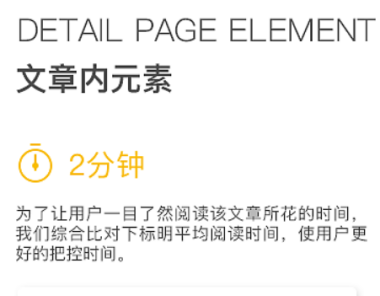 DETAIL PAGE ELEMENT
文章内元素
2分钟
为了让用户一目了然阅读该文章所花的时间，
我们综合比对下标明平均阅读时间，使用户更
好的把控时间。